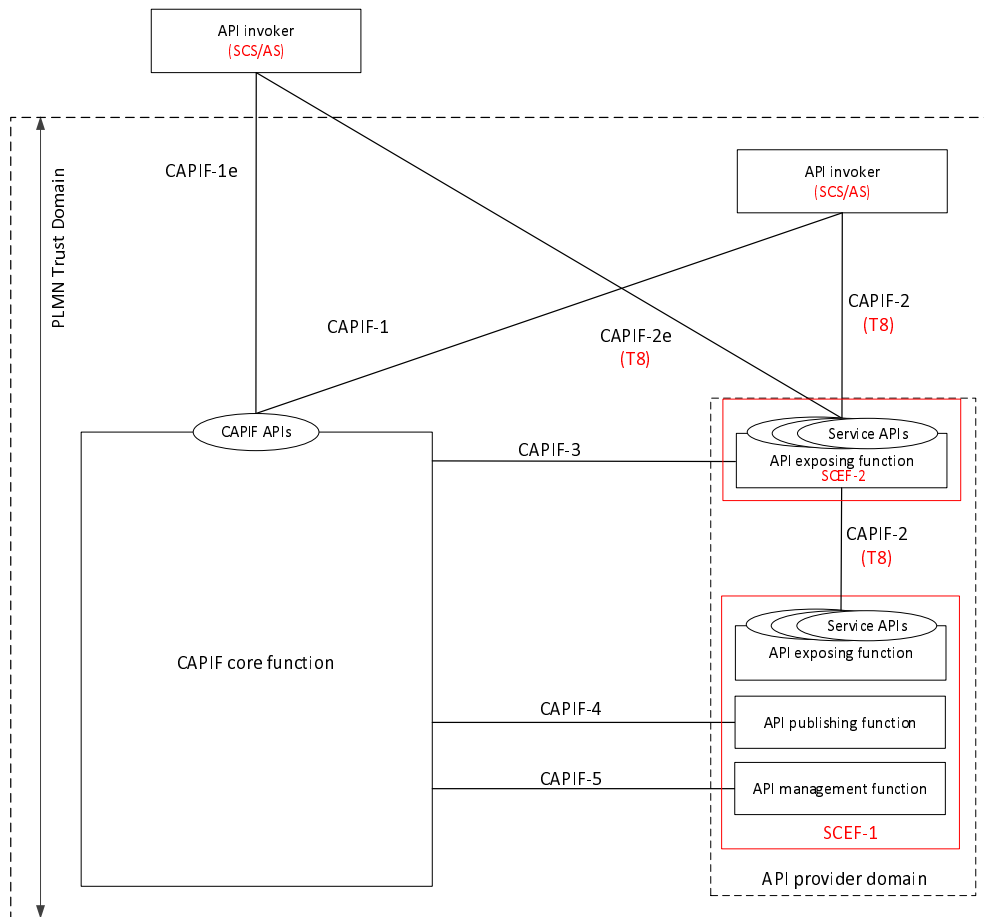 API invoker
(SCS/AS)
PLMN Trust Domain
CAPIF-1e
API invoker
(SCS/AS)
CAPIF-1
CAPIF-2e
(T8)
CAPIF-2
(T8)
CAPIF APIs
Service APIs
API exposing function
SCEF-2
CAPIF-3
CAPIF-2
(T8)
CAPIF core function
Service APIs
API exposing function
CAPIF-4
API publishing function
CAPIF-5
API management function
SCEF-1
API provider domain